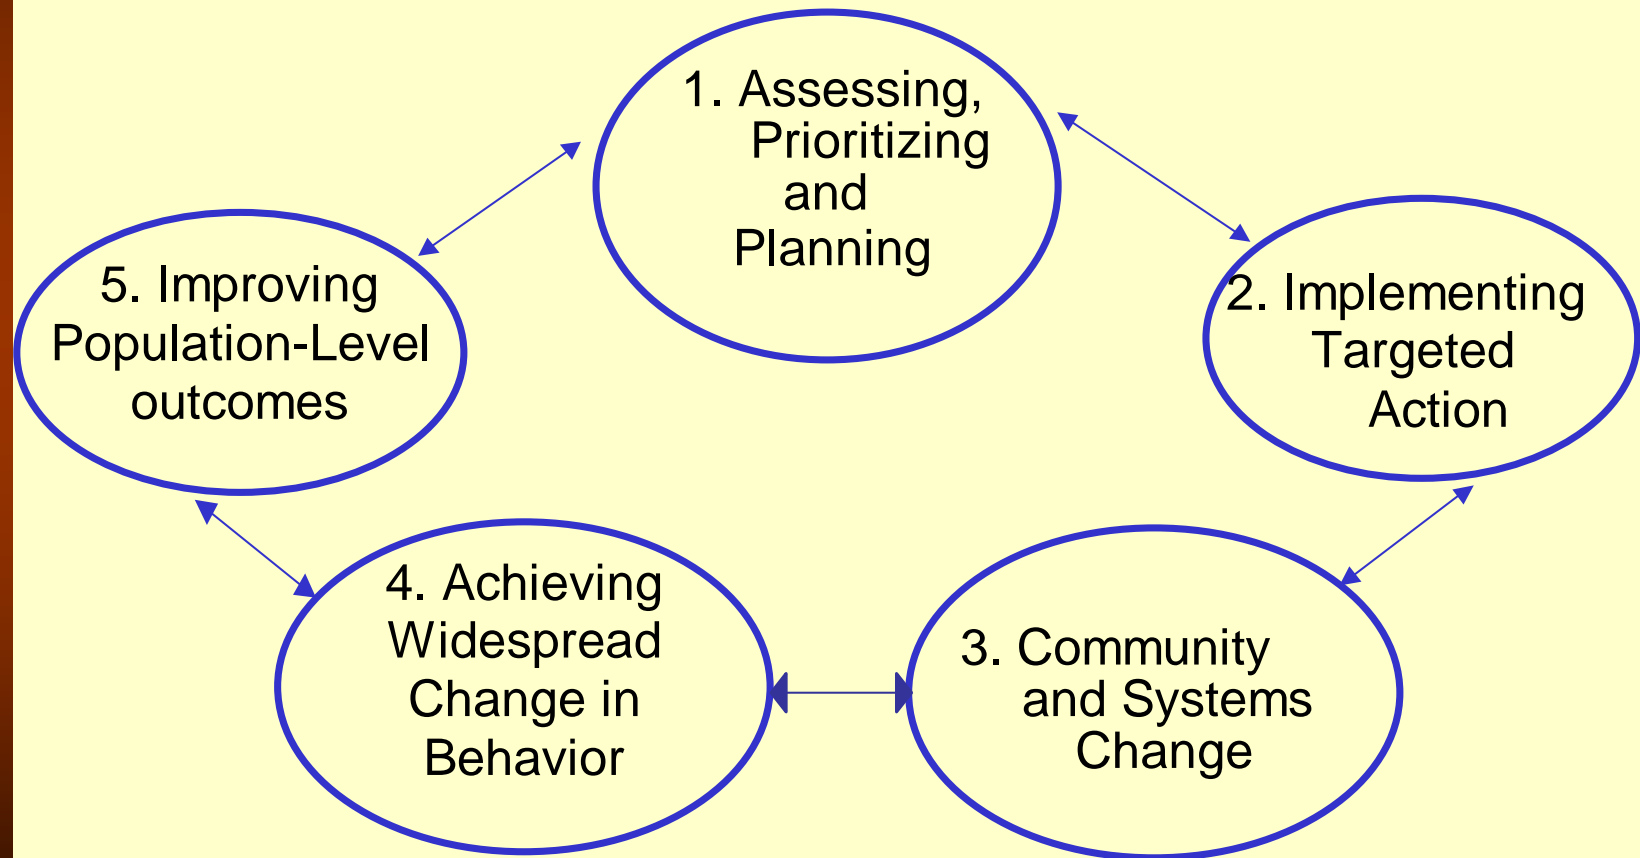 1. Assessing,
Prioritizing
and
Planning
2. Implementing
Targeted
Action
3. Community
and Systems
Change
4. Achieving
Widespread
Change in
Behavior
5. Improving
Population-Level
outcomes